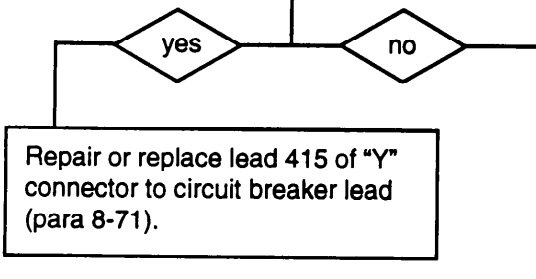 yes
no
Repair or replace lead 415 of “Y”
connector to circuit breaker lead
(para 8-71).